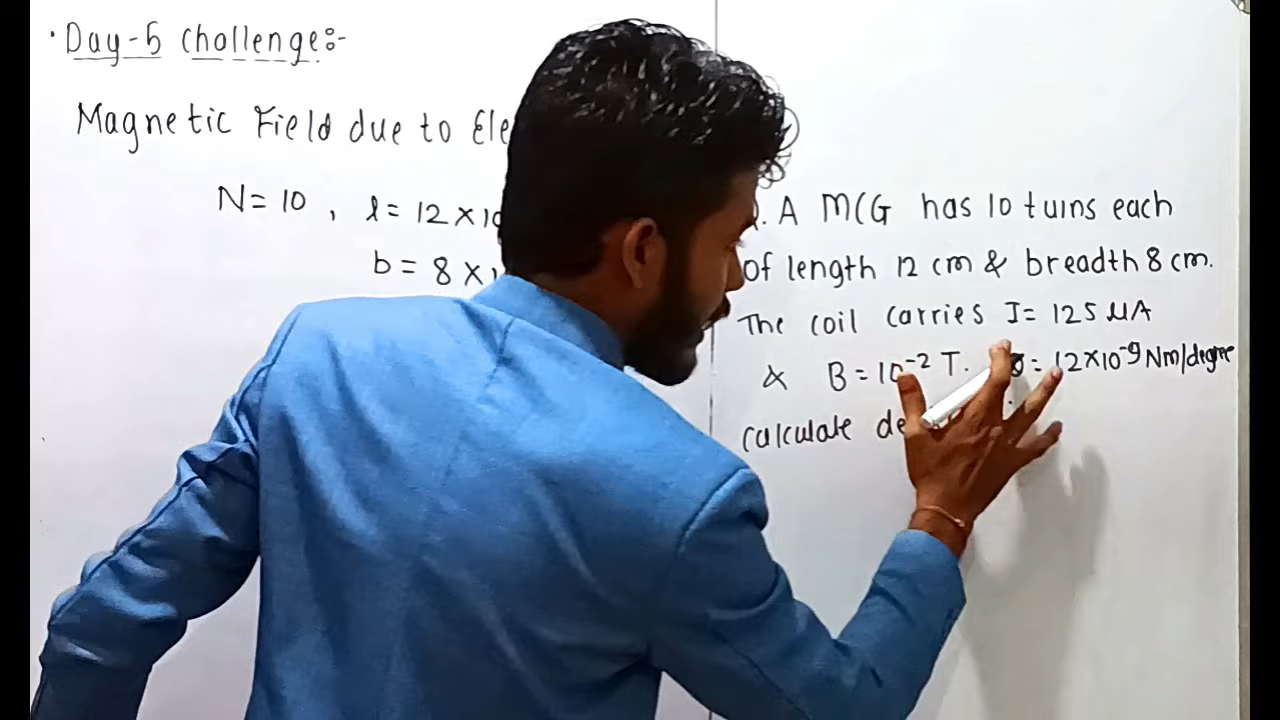 · Day-5 Challenge:-
Magnetic Field due to Ele
N= 10 , l= 12 × 10
b = 8 ×
Q. A MCG has 10 turns each
of length 12 cm & breadth 8 cm.
The coil carries I= 125 μA
& B = 10⁻² T. = 12×10⁻⁹ Nm/degree
Calculate de